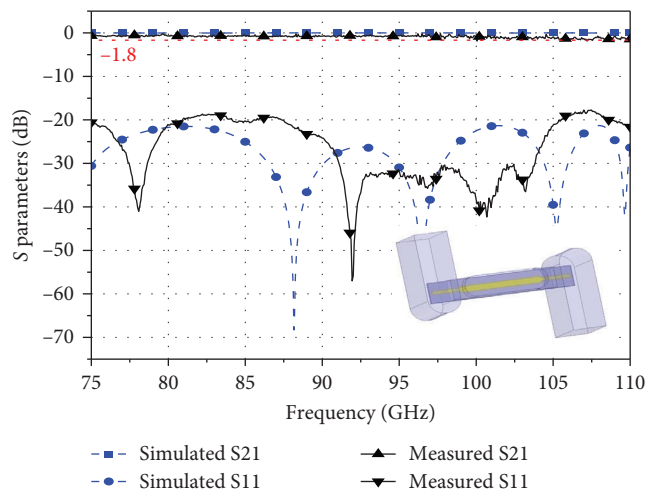 0
−1.8
−10
−20
−30
−40
−50
−60
−70
S parameters (dB)
75 80 85 90 95 100 105 110
Frequency (GHz)
Simulated S21 Measured S21
Simulated S11 Measured S11